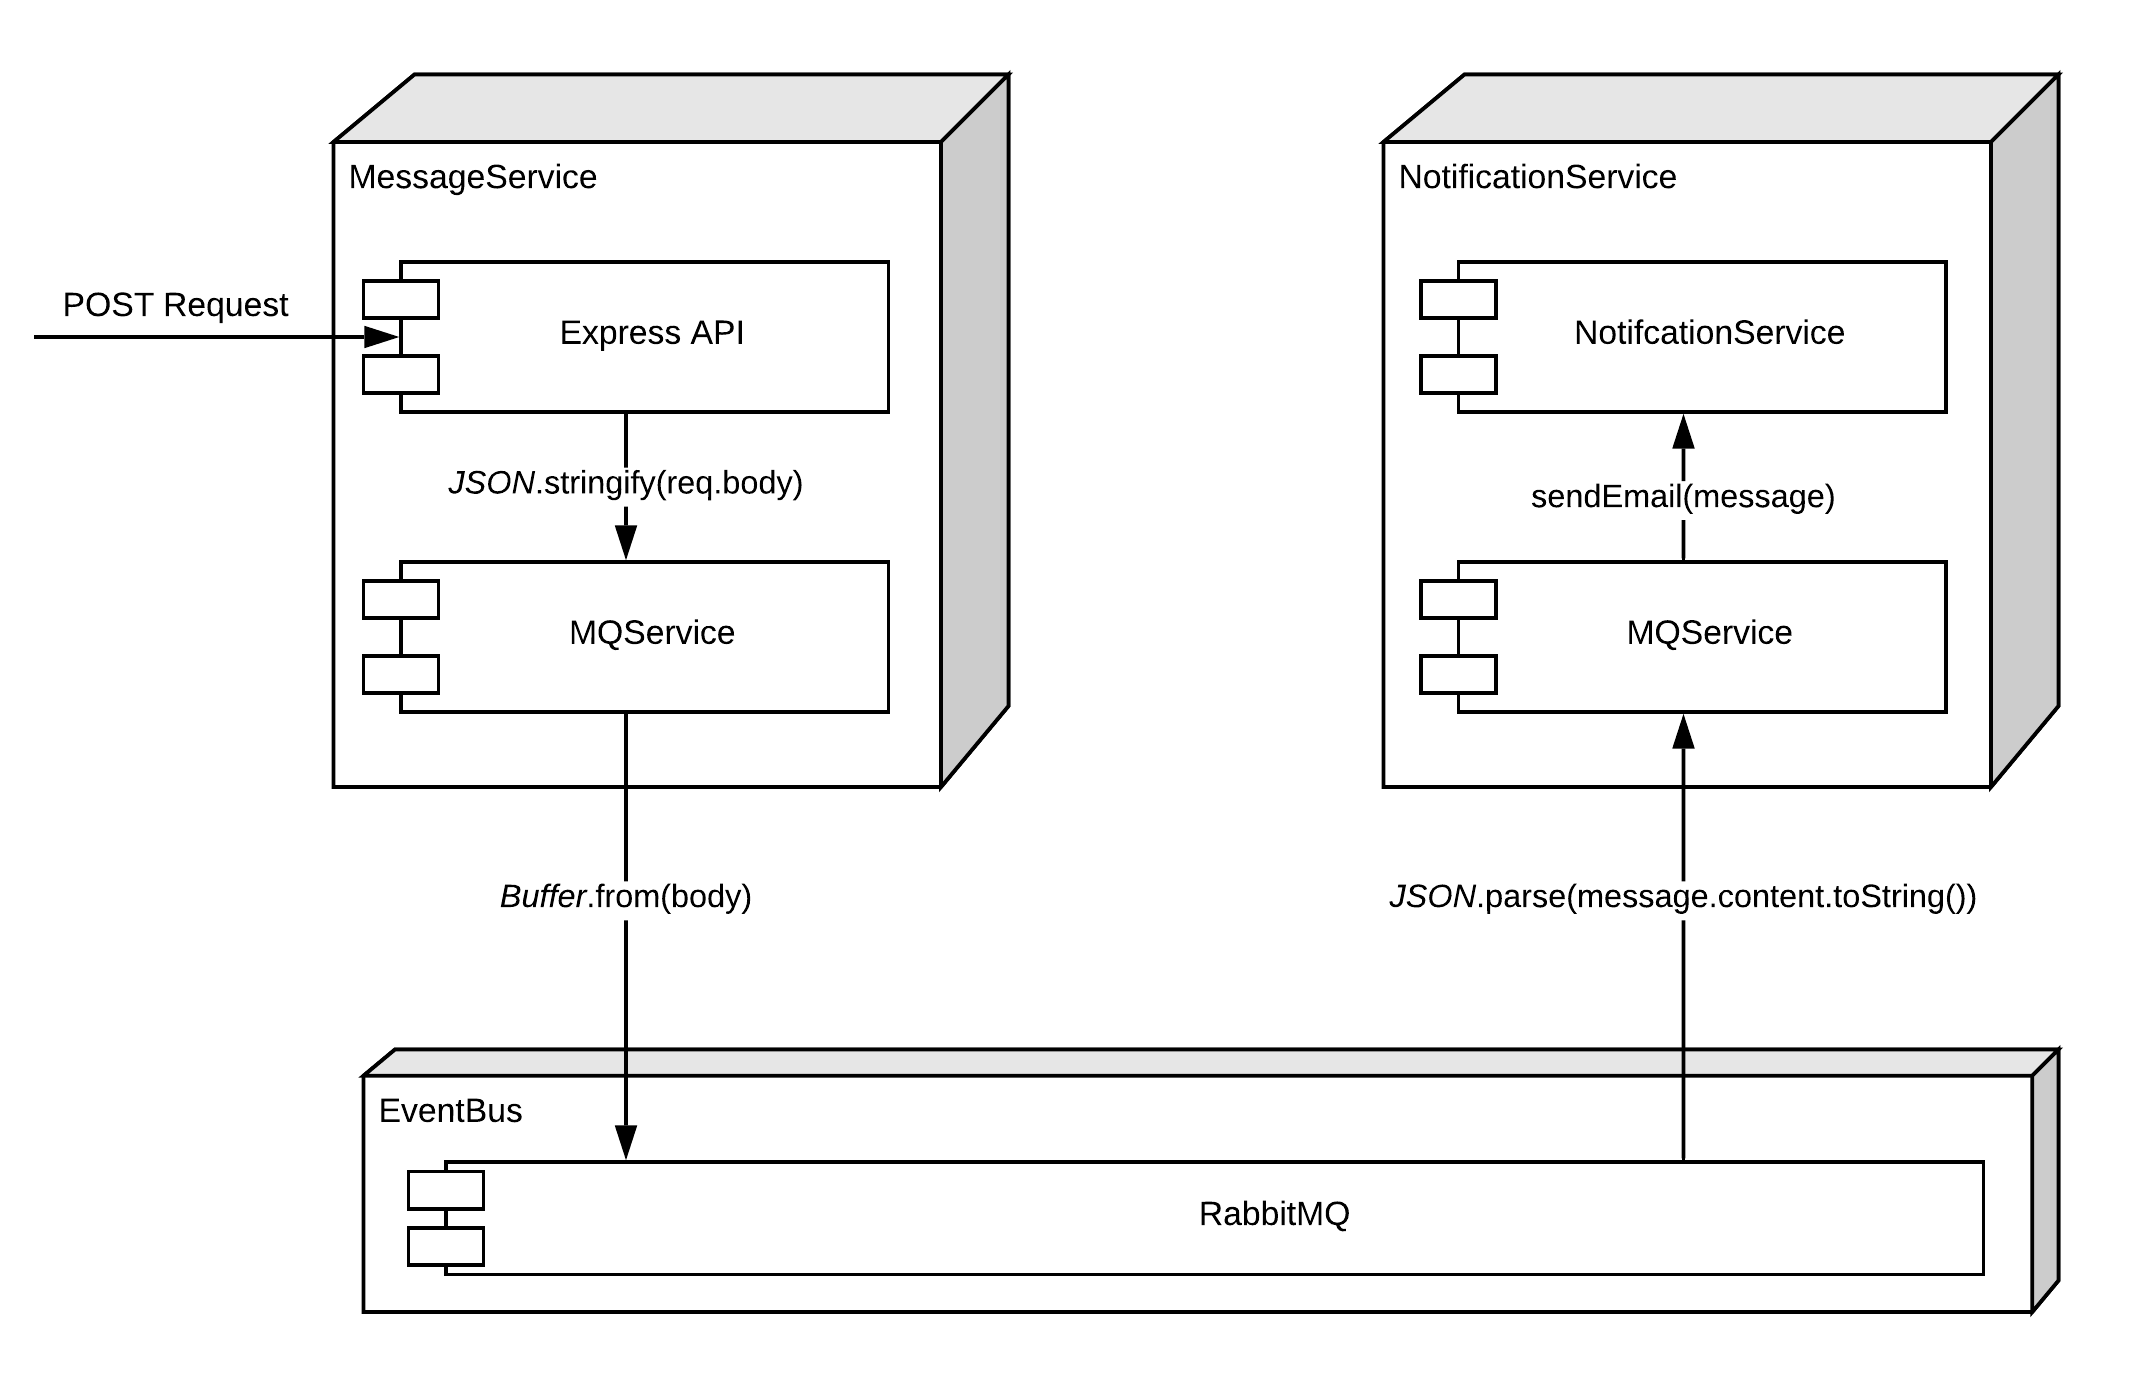 MessageService
NotificationService
POST Request
Express API
NotifcationService
JSON.stringify(req.body)
sendEmail(message)
MQService
MQService
Buffer.from(body)
JSON.parse(message.content.toString())
EventBus
RabbitMQ